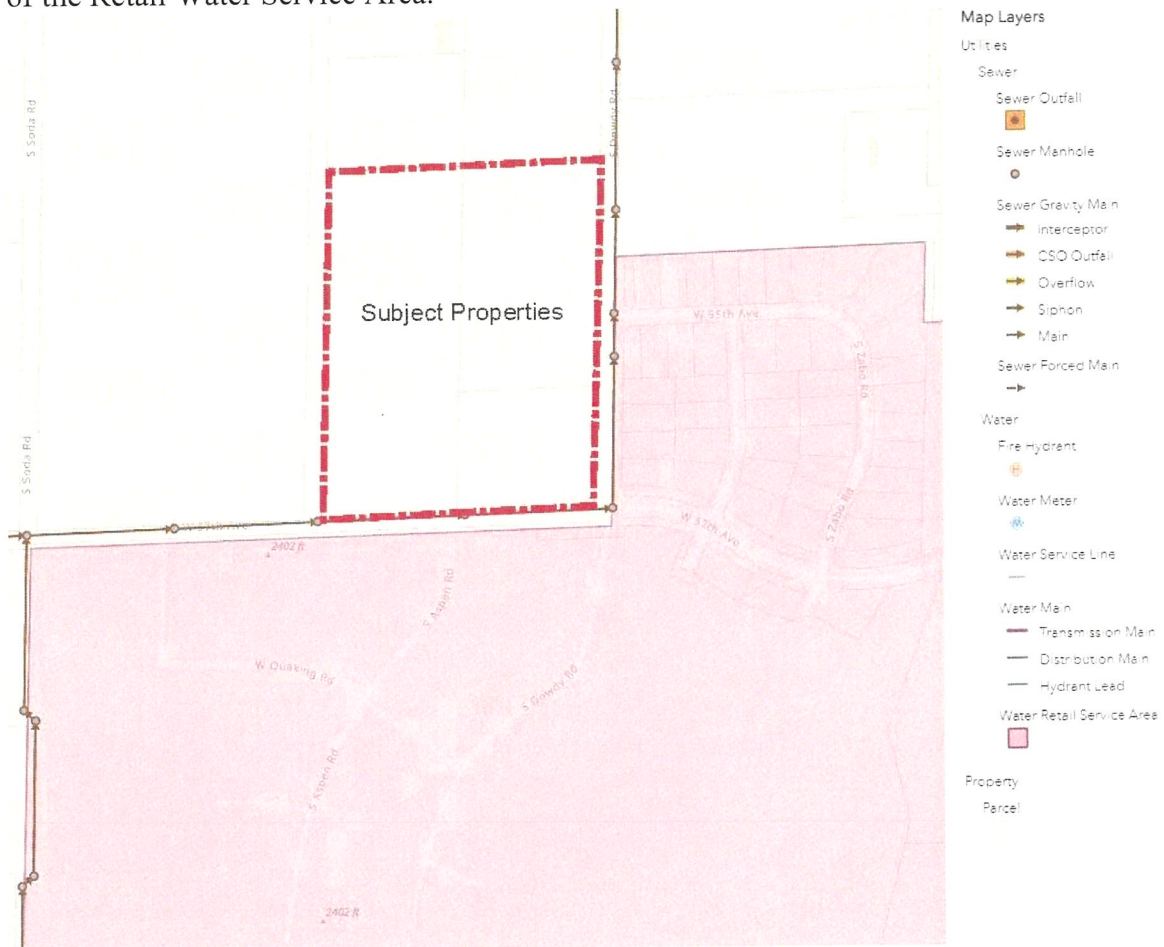 of the Retail Water Service Area.
Map Layers
Utilities
Sewer
Sewer Outfall
Sewer Manhole
Sewer Gravity Main
Interceptor
CSO Outfall
Overflow
Siphon
Main
Sewer Forced Main
Water
Fire Hydrant
H
Water Meter
M
Water Service Line
Water Main
Transmission Main
Distribution Main
Hydrant Lead
Water Retail Service Area
Property
Parcel
S Soda Rd
S Dowdy Rd
Subject Properties
W 55th Ave
S Zabo Rd
S Soda Rd
W 57th Ave
S Zabo Rd
2402 ft
S Aspen Rd
W Quaking Rd
S Dowdy Rd
S Aspen Rd
2402 ft